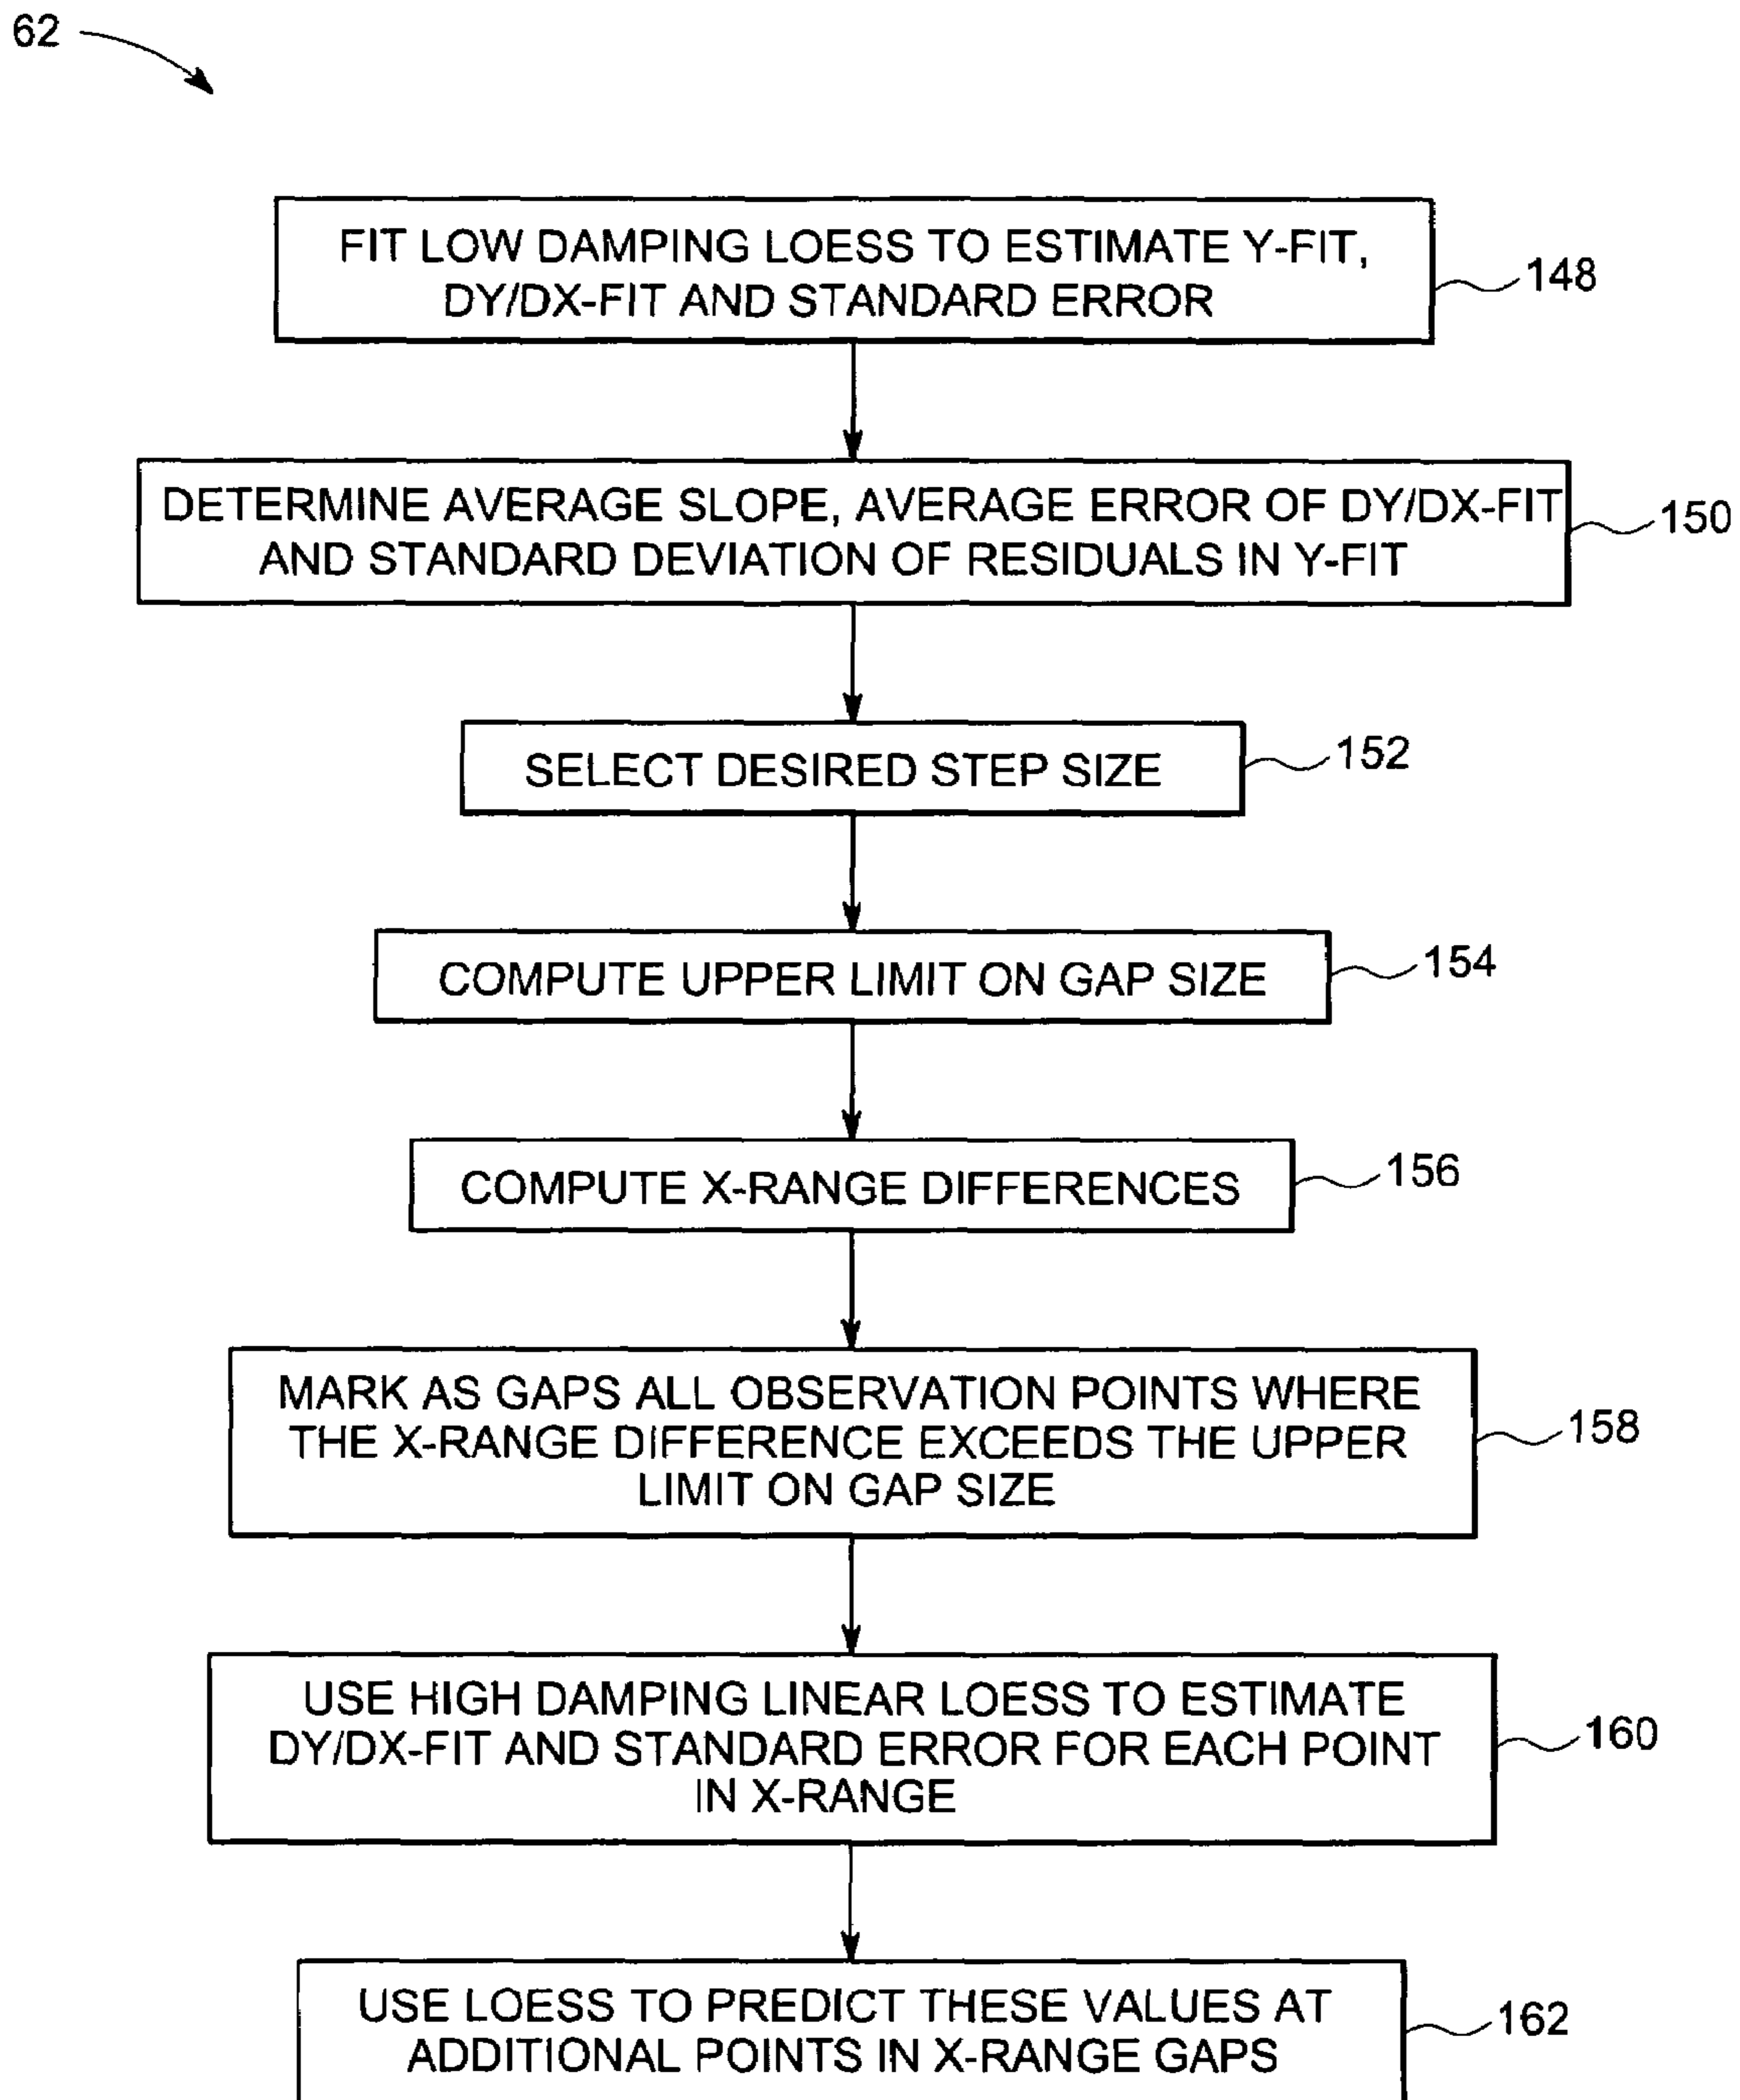 62
FIT LOW DAMPING LOESS TO ESTIMATE Y-FIT,
DY/DX-FIT AND STANDARD ERROR
148
DETERMINE AVERAGE SLOPE, AVERAGE ERROR OF DY/DX-FIT
AND STANDARD DEVIATION OF RESIDUALS IN Y-FIT
150
SELECT DESIRED STEP SIZE
152
COMPUTE UPPER LIMIT ON GAP SIZE
154
COMPUTE X-RANGE DIFFERENCES
156
MARK AS GAPS ALL OBSERVATION POINTS WHERE
THE X-RANGE DIFFERENCE EXCEEDS THE UPPER
LIMIT ON GAP SIZE
158
USE HIGH DAMPING LINEAR LOESS TO ESTIMATE
DY/DX-FIT AND STANDARD ERROR FOR EACH POINT
IN X-RANGE
160
USE LOESS TO PREDICT THESE VALUES AT
ADDITIONAL POINTS IN X-RANGE GAPS
162